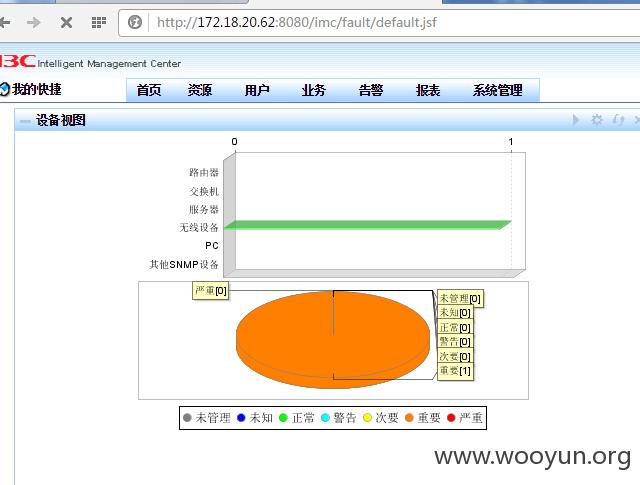 http://172.18.20.62:8080/imc/fault/default.jsf
H3C Intelligent Management Center
我的快捷 首页 资源 用户 业务 告警 报表 系统管理
设备视图
0 1
路由器
交换机
服务器
无线设备
PC
其他SNMP设备
严重[0]
未管理[0]
未知[0]
正常[0]
警告[0]
次要[0]
重要[1]
未管理 未知 正常 警告 次要 重要 严重
www.wooyun.org